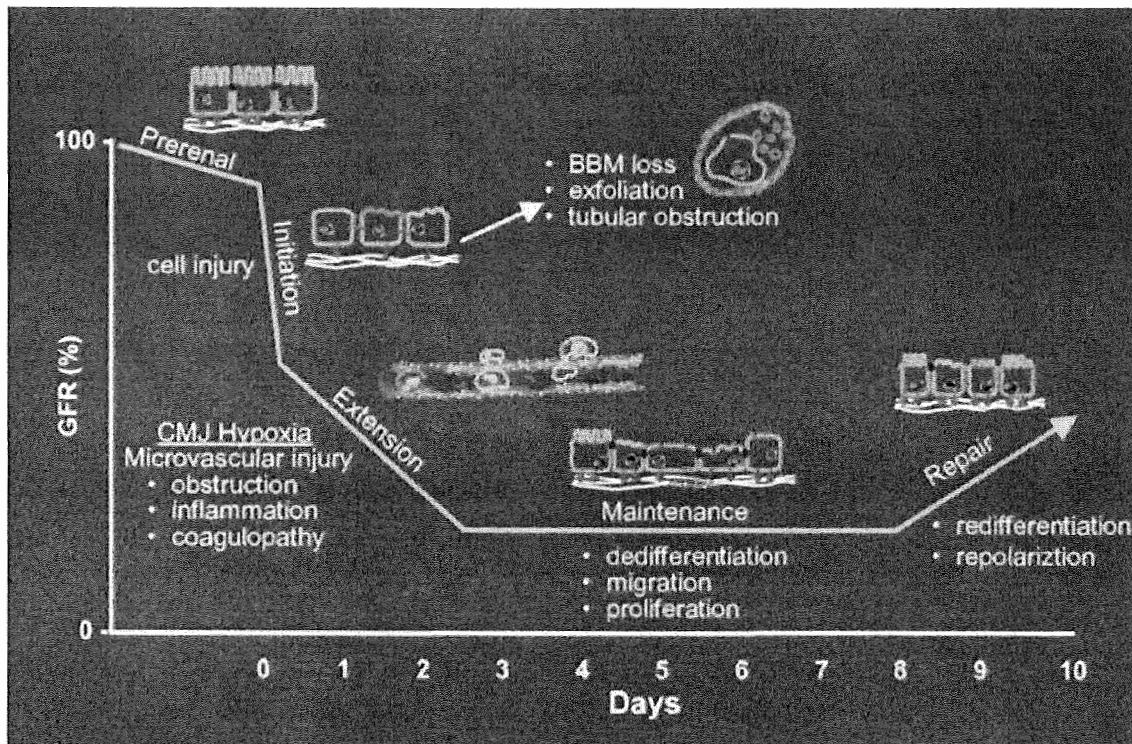 100
Prerenal
• BBM loss
• exfoliation
• tubular obstruction
Initiation
cell injury
GFR (%)
Extension
CMJ Hypoxia
Microvascular injury
• obstruction
• inflammation
• coagulopathy
Maintenance
• dedifferentiation
• migration
• proliferation
Repair
• redifferentiation
• repolariztion
0
0 1 2 3 4 5 6 7 8 9 10
Days